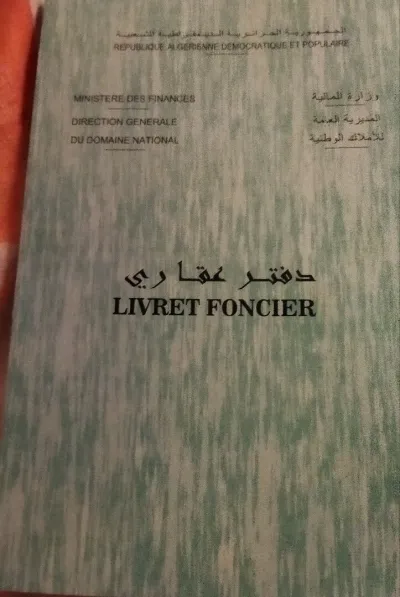 الجمهورية الجزائرية الديمقراطية الشعبية
REPUBLIQUE ALGERIENNE DEMOCRATIQUE ET POPULAIRE
MINISTERE DES FINANCES
وزارة المالية
DIRECTION GENERALE
المديرية العامة
DU DOMAINE NATIONAL
للأملاك الوطنية
دفتر عقاري
LIVRET FONCIER